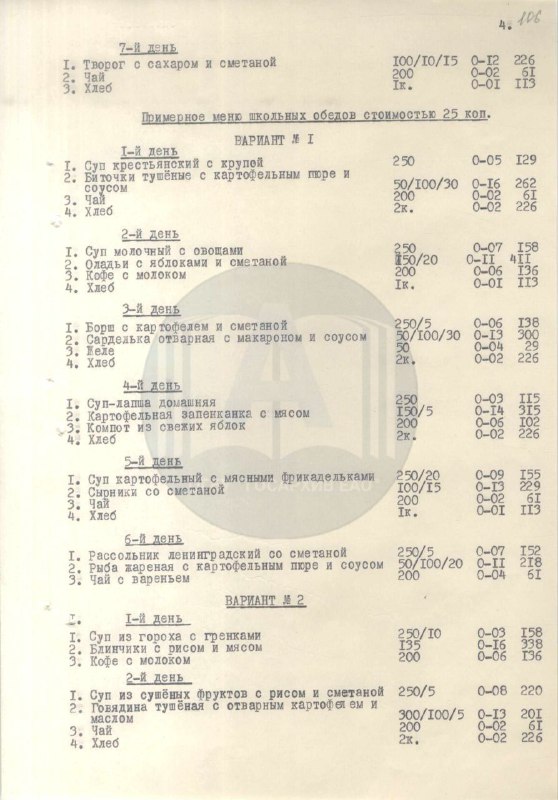 4. 106
7-й день
I. Творог с сахаром и сметаной 100/10/15 0-12 226
2. Чай 200 0-02 61
3. Хлеб Iк. 0-01 113
Примерное меню школьных обедов стоимостью 25 коп.
ВАРИАНТ № I
I-й день
I. Суп крестьянский с крупой 250 0-05 129
2. Биточки тушёные с картофельным пюре и
соусом 50/100/30 0-16 262
3. Чай 200 0-02 61
4. Хлеб 2к. 0-02 226
2-й день
I. Суп молочный с овощами 250 0-07 158
2. Оладьи с яблоками и сметаной 150/20 0-11 411
3. Кофе с молоком 200 0-06 136
4. Хлеб Iк. 0-01 113
3-й день
I. Борщ с картофелем и сметаной 250/5 0-06 138
2. Сарделька отварная с макароном и соусом 50/100/30 0-13 300
3. Желе 50 0-04 29
4. Хлеб 2к. 0-02 226
4-й день
I. Суп-лапша домашняя 250 0-03 115
2. Картофельная запенканка с мясом 150/5 0-14 315
3. Компот из свежих яблок 200 0-06 102
4. Хлеб 2к. 0-02 226
5-й день
I. Суп картофельный с мясными фрикадельками 250/20 0-09 155
2. Сырники со сметаной 100/15 0-13 229
3. Чай 200 0-02 61
4. Хлеб Iк. 0-01 113
6-й день
I. Рассольник ленинградский со сметаной 250/5 0-07 152
2. Рыба жареная с картофельным пюре и соусом 50/100/20 0-11 218
3. Чай с вареньем 200 0-04 61
ВАРИАНТ № 2
I. I-й день
I. Суп из гороха с гренками 250/10 0-03 158
2. Блинчики с рисом и мясом 135 0-16 338
3. Кофе с молоком 200 0-06 136
2-й день
I. Суп из сушёных фруктов с рисом и сметаной 250/5 0-08 220
2. Говядина тушёная с отварным картофелем и
маслом 300/100/5 0-13 201
3. Чай 200 0-02 61
4. Хлеб 2к. 0-02 226